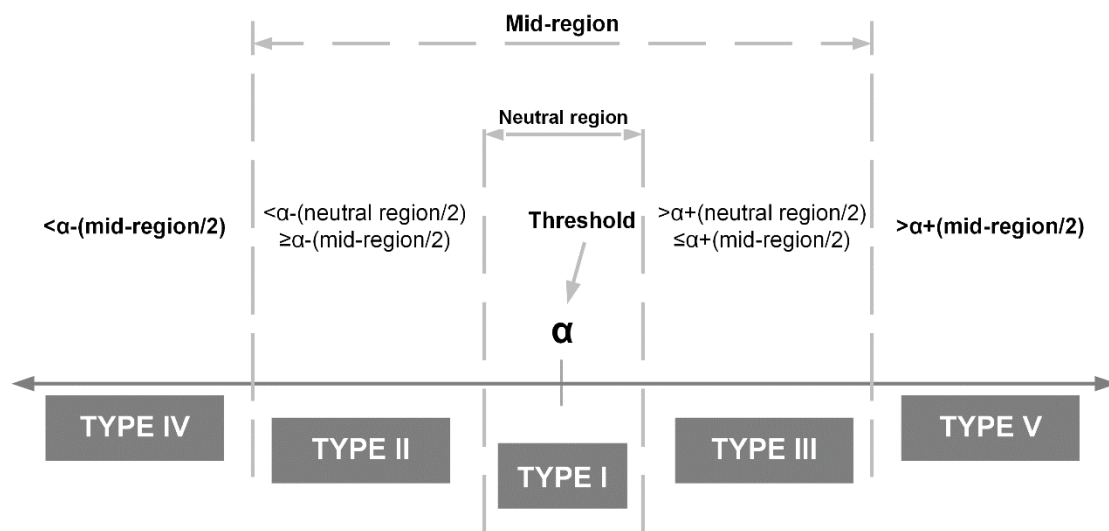 Mid-region
Neutral region
<α-(mid-region/2)
<α-(neutral region/2)
≥α-(mid-region/2)
Threshold
>α+(neutral region/2)
≤α+(mid-region/2)
>α+(mid-region/2)
α
TYPE IV
TYPE II
TYPE I
TYPE III
TYPE V